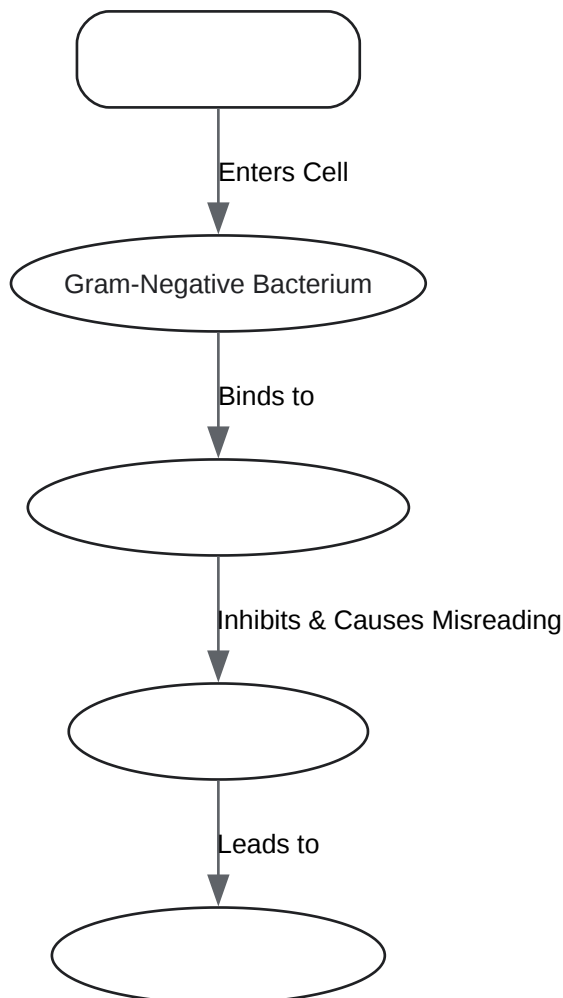 Enters Cell
Gram-Negative Bacterium
Binds to
Inhibits & Causes Misreading
Leads to